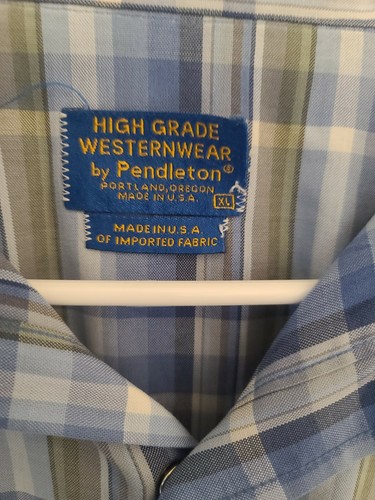 HIGH GRADE
WESTERNWEAR
by Pendleton®
PORTLAND, OREGON
MADE IN U.S.A. XL
MADE IN U.S.A.
OF IMPORTED FABRIC